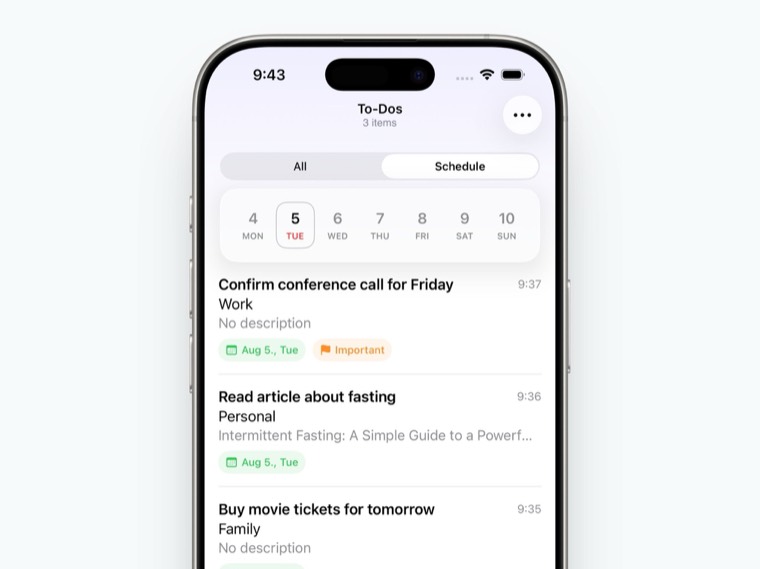 9:43
To-Dos
3 items
All Schedule
4 5 6 7 8 9 10
MON TUE WED THU FRI SAT SUN
Confirm conference call for Friday 9:37
Work
No description
Aug 5., Tue Important
Read article about fasting 9:36
Personal
Intermittent Fasting: A Simple Guide to a Powerf...
Aug 5., Tue
Buy movie tickets for tomorrow 9:35
Family
No description